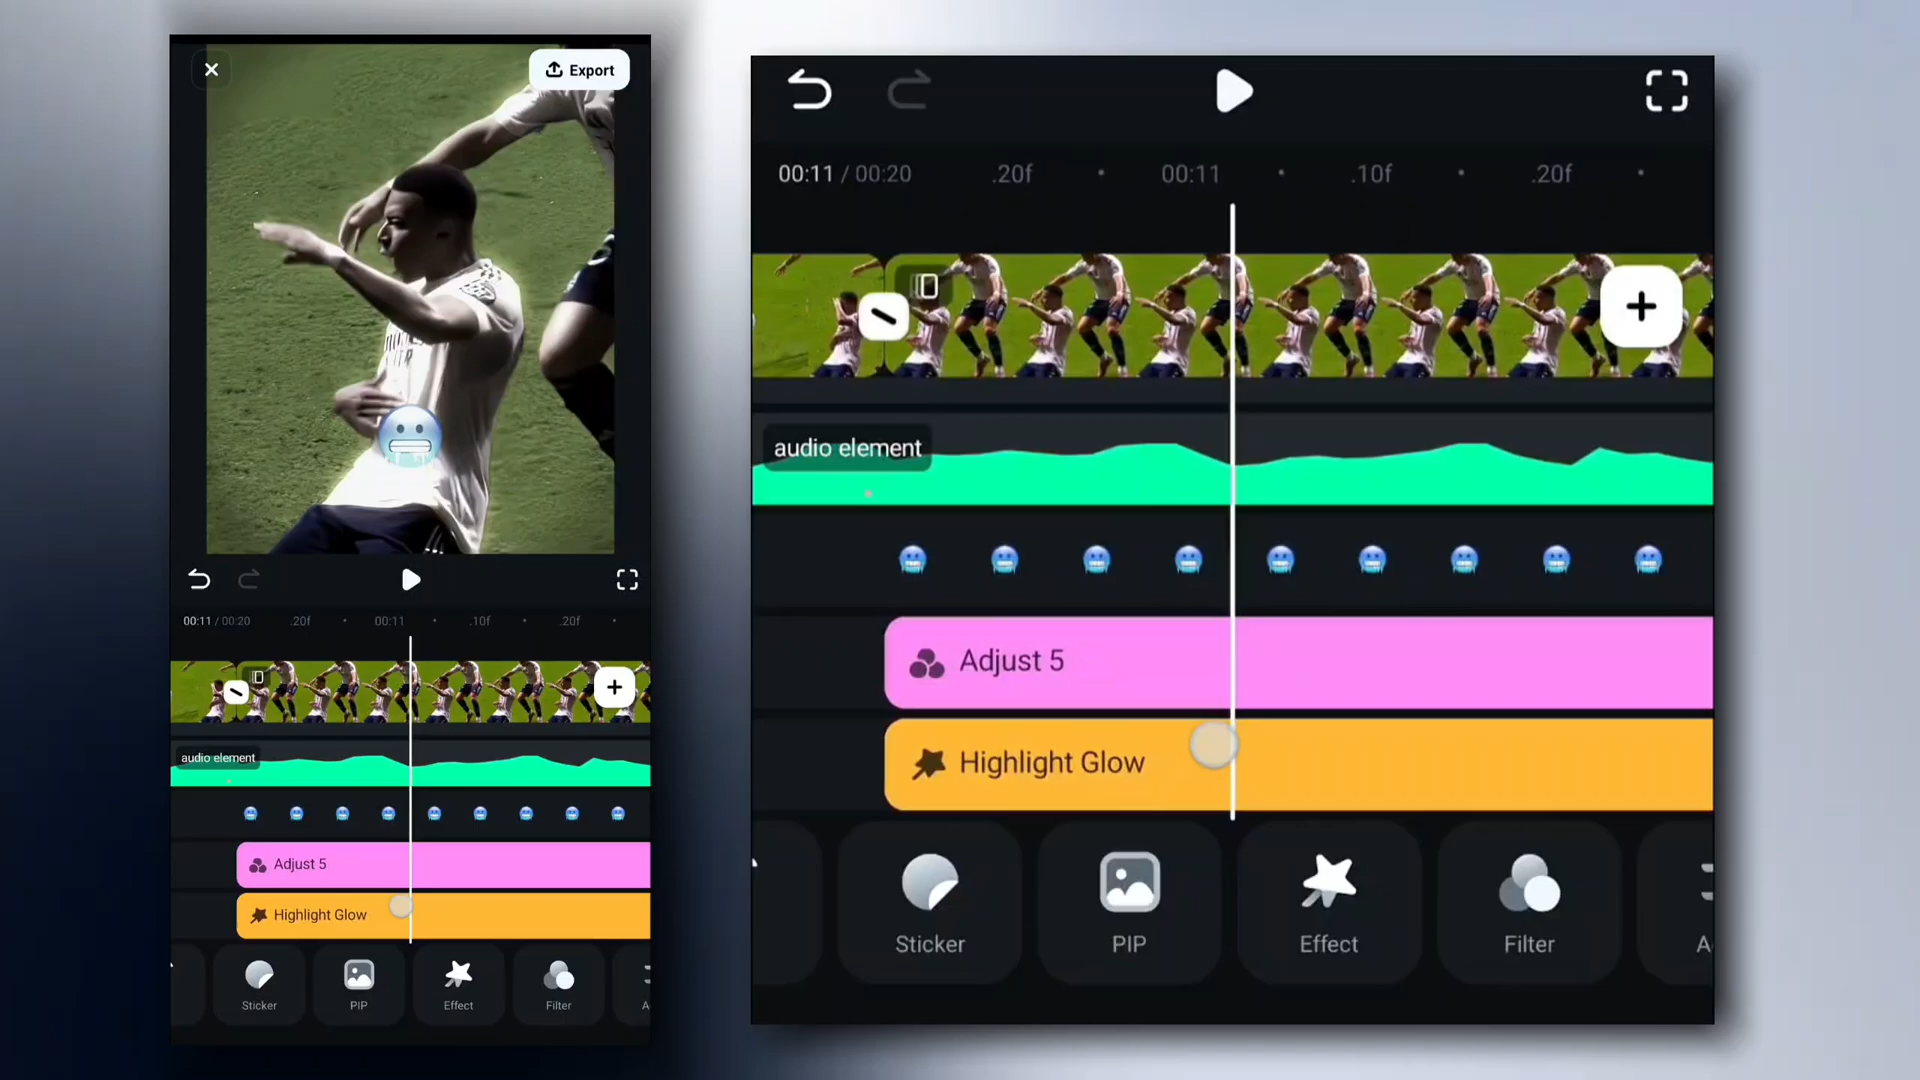 Export
00:11 / 00:20 .20f 00:11 .10f .20f
audio element
Adjust 5
Highlight Glow
Sticker PIP Effect Filter A
00:11 / 00:20 .20f 00:11 .10f .20f
audio element
Adjust 5
Highlight Glow
Sticker PIP Effect Filter A